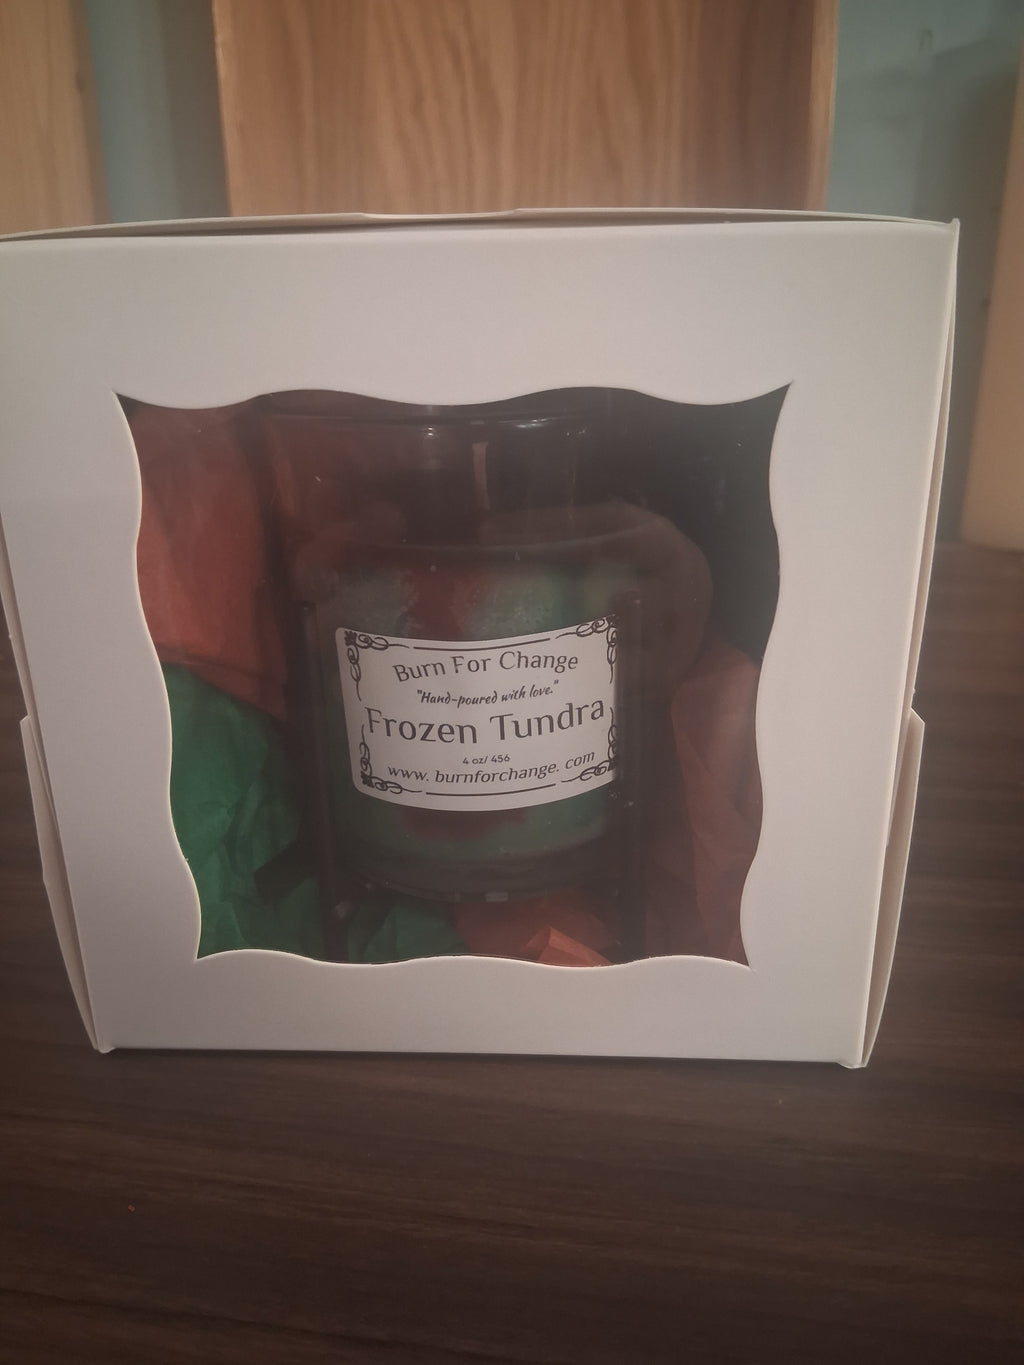 Burn For Change
"Hand-poured with love."
Frozen Tundra
4 oz/ 456
www. burnforchange. com